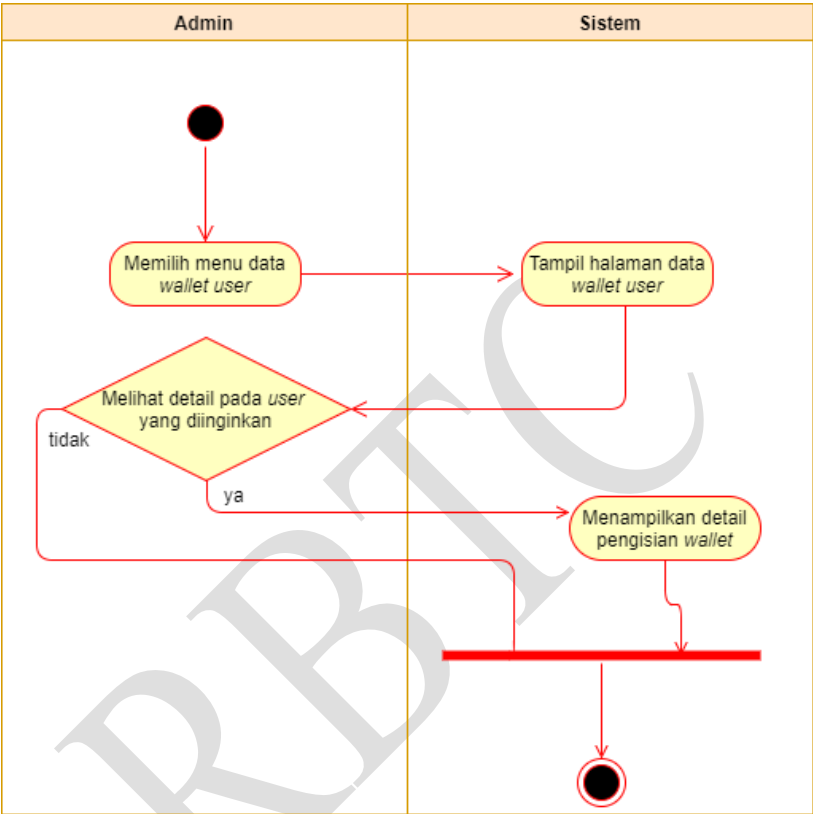 Admin
Sistem
Memilih menu data
wallet user
Tampil halaman data
wallet user
Melihat detail pada user
yang diinginkan
tidak
ya
Menampilkan detail
pengisian wallet
RBTC